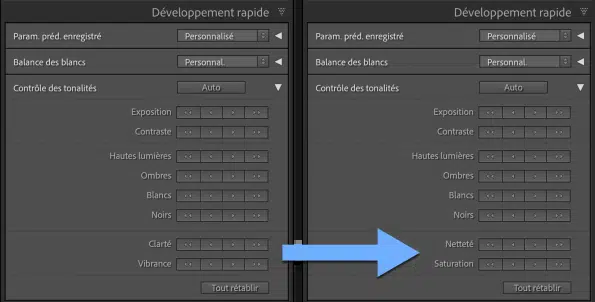 Développement rapide
Param. préd. enregistré Personnalisé
Balance des blancs Personnal.
Contrôle des tonalités Auto
Exposition
Contraste
Hautes lumières
Ombres
Blancs
Noirs
Clarté
Vibrance
Tout rétablir
Développement rapide
Param. préd. enregistré Personnalisé
Balance des blancs Personnal.
Contrôle des tonalités Auto
Exposition
Contraste
Hautes lumières
Ombres
Blancs
Noirs
Netteté
Saturation
Tout rétablir